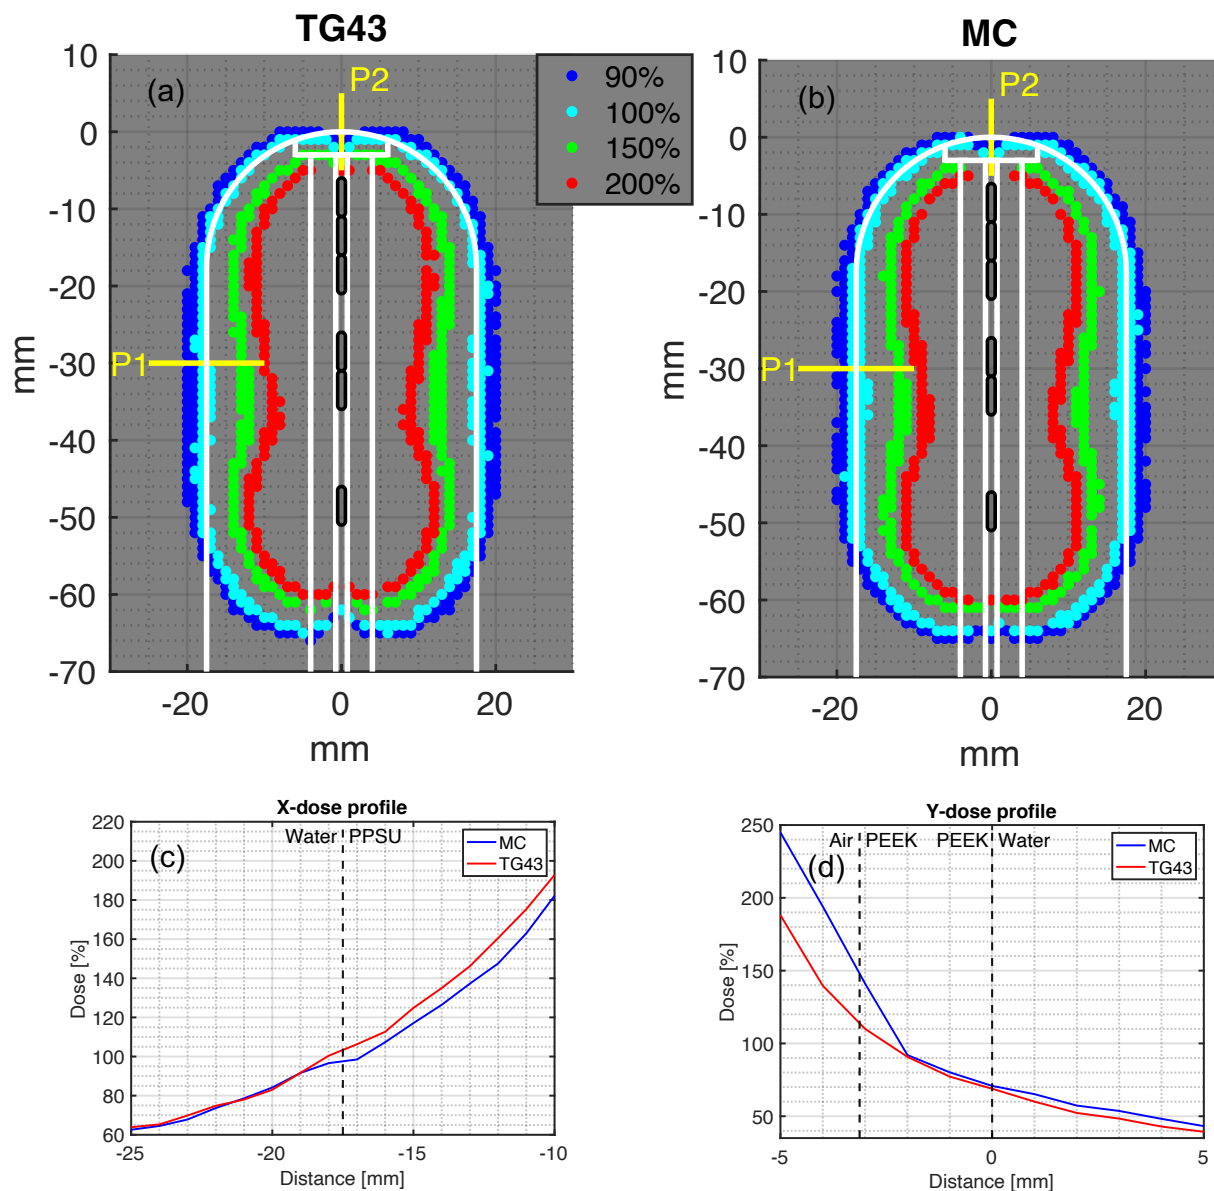 TG43
MC
(a)
P2
90%
100%
150%
200%
(b)
P2
10
0
-10
-20
-30
-40
-50
-60
-70
mm
P1
-20
0
20
mm
10
0
-10
-20
-30
-40
-50
-60
-70
mm
P1
-20
0
20
mm
X-dose profile
220
200
180
160
140
120
100
80
60
Dose [%]
(c)
Water PPSU
MC
TG43
-25
-20
-15
-10
Distance [mm]
Y-dose profile
250
200
150
100
50
Dose [%]
Air PEEK PEEK Water
(d)
MC
TG43
-5
0
5
Distance [mm]